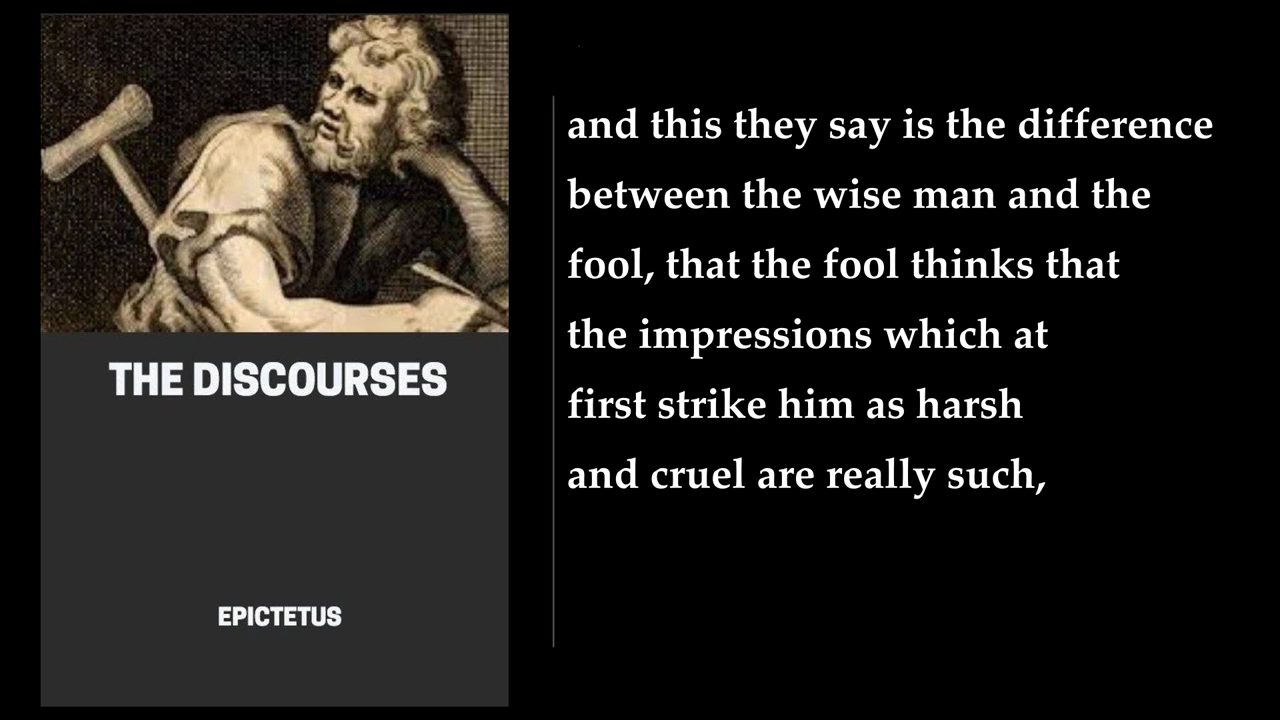 THE DISCOURSES
EPICTETUS
and this they say is the difference
between the wise man and the
fool, that the fool thinks that
the impressions which at
first strike him as harsh
and cruel are really such,